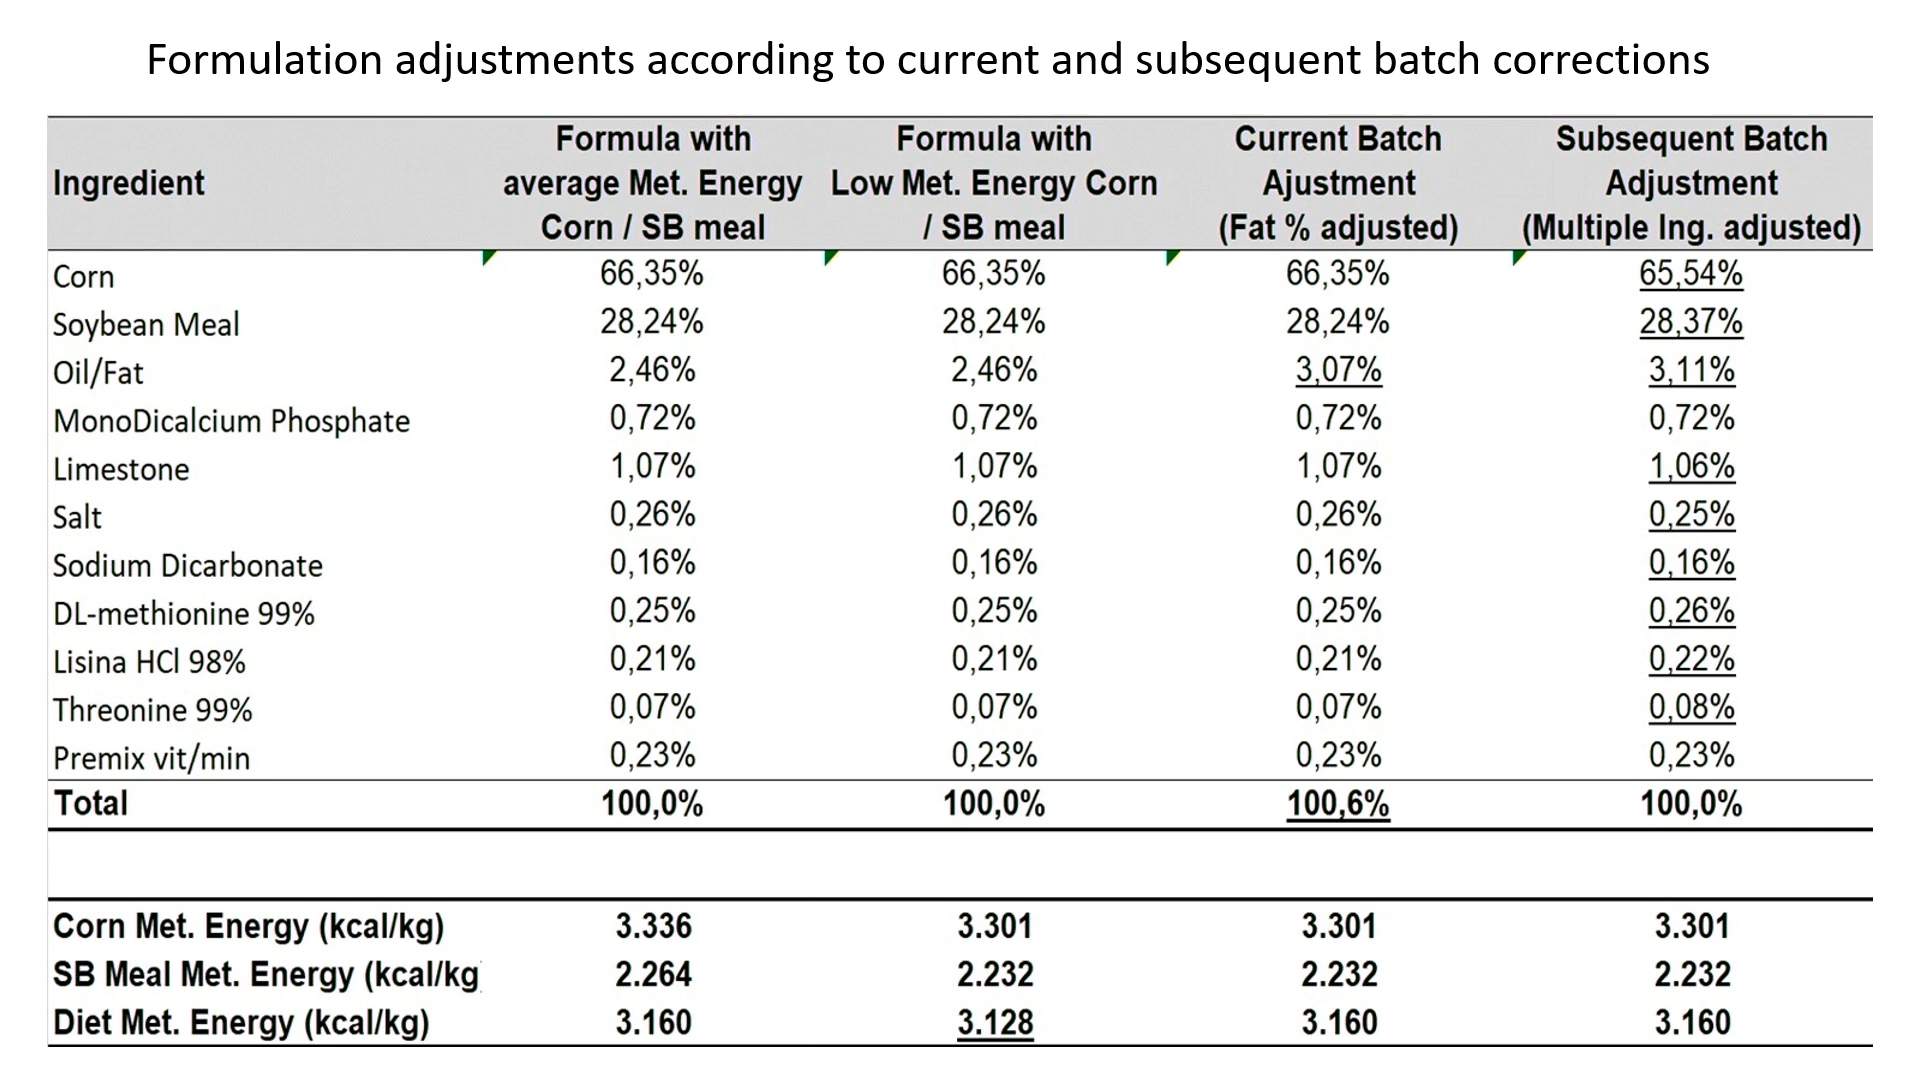 Formulation adjustments according to current and subsequent batch corrections
Ingredient | Formula with average Met. Energy Corn / SB meal | Formula with Low Met. Energy Corn / SB meal | Current Batch Ajustment (Fat % adjusted) | Subsequent Batch Adjustment (Multiple Ing. adjusted)
Corn 66,35% 66,35% 66,35% 65,54%
Soybean Meal 28,24% 28,24% 28,24% 28,37%
Oil/Fat 2,46% 2,46% 3,07% 3,11%
MonoDicalcium Phosphate 0,72% 0,72% 0,72% 0,72%
Limestone 1,07% 1,07% 1,07% 1,06%
Salt 0,26% 0,26% 0,26% 0,25%
Sodium Dicarbonate 0,16% 0,16% 0,16% 0,16%
DL-methionine 99% 0,25% 0,25% 0,25% 0,26%
Lisina HCl 98% 0,21% 0,21% 0,21% 0,22%
Threonine 99% 0,07% 0,07% 0,07% 0,08%
Premix vit/min 0,23% 0,23% 0,23% 0,23%
Total 100,0% 100,0% 100,6% 100,0%
Corn Met. Energy (kcal/kg) 3.336 3.301 3.301 3.301
SB Meal Met. Energy (kcal/kg 2.264 2.232 2.232 2.232
Diet Met. Energy (kcal/kg) 3.160 3.128 3.160 3.160